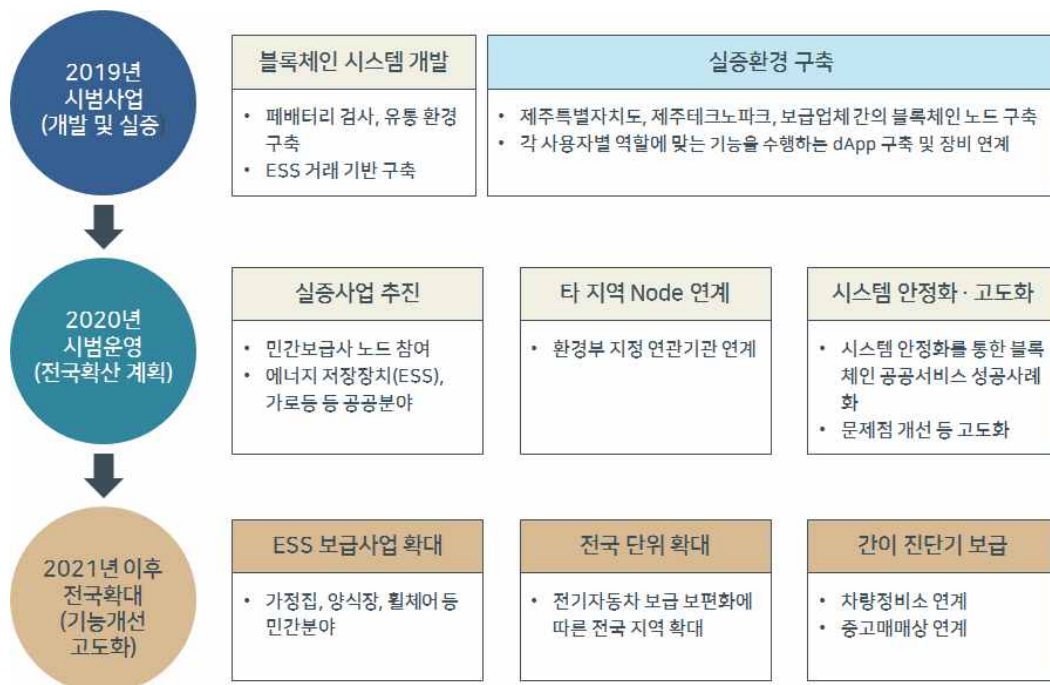 2019년
시범사업
(개발 및 실증)
블록체인 시스템 개발
• 폐배터리 검사, 유통 환경
구축
• ESS 거래 기반 구축
실증환경 구축
• 제주특별자치도, 제주테크노파크, 보급업체 간의 블록체인 노드 구축
• 각 사용자별 역할에 맞는 기능을 수행하는 dApp 구축 및 장비 연계
2020년
시범운영
(전국확산 계획)
실증사업 추진
• 민간보급사 노드 참여
• 에너지 저장장치(ESS),
가로등 등 공공분야
타 지역 Node 연계
• 환경부 지정 연관기관 연계
시스템 안정화 · 고도화
• 시스템 안정화를 통한 블록
체인 공공서비스 성공사례
화
• 문제점 개선 등 고도화
2021년 이후
전국확대
(기능개선
고도화)
ESS 보급사업 확대
• 가정집, 양식장, 휠체어 등
민간분야
전국 단위 확대
• 전기자동차 보급 보편화에
따른 전국 지역 확대
간이 진단기 보급
• 차량정비소 연계
• 중고매매상 연계